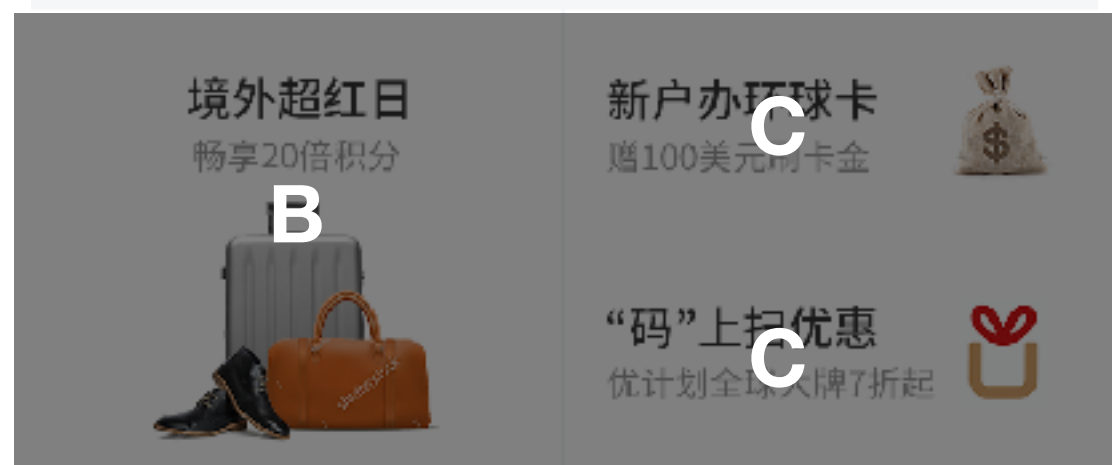 境外超红日
畅享20倍积分
B
新户办环球卡
赠100美元刷卡金
C
“码”上扫优惠
优计划全球大牌7折起
C